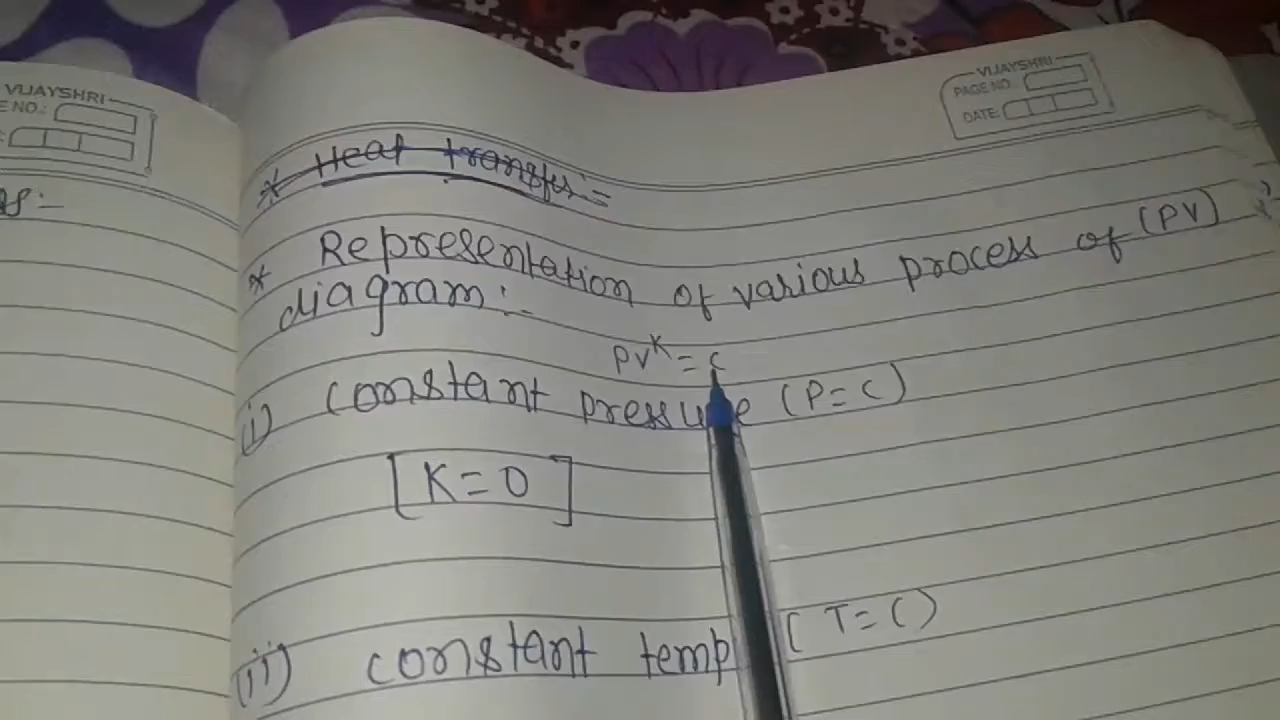 VIJAYSHRI
E NO.:
VIJAYSHRI
PAGE NO.:
DATE:
* Heat transfer:-
* Representation of various process of (PV)
diagram:-
PV^K = C
i) constant pressure (P=C)
[K=0]
(ii) constant temp (T=C)